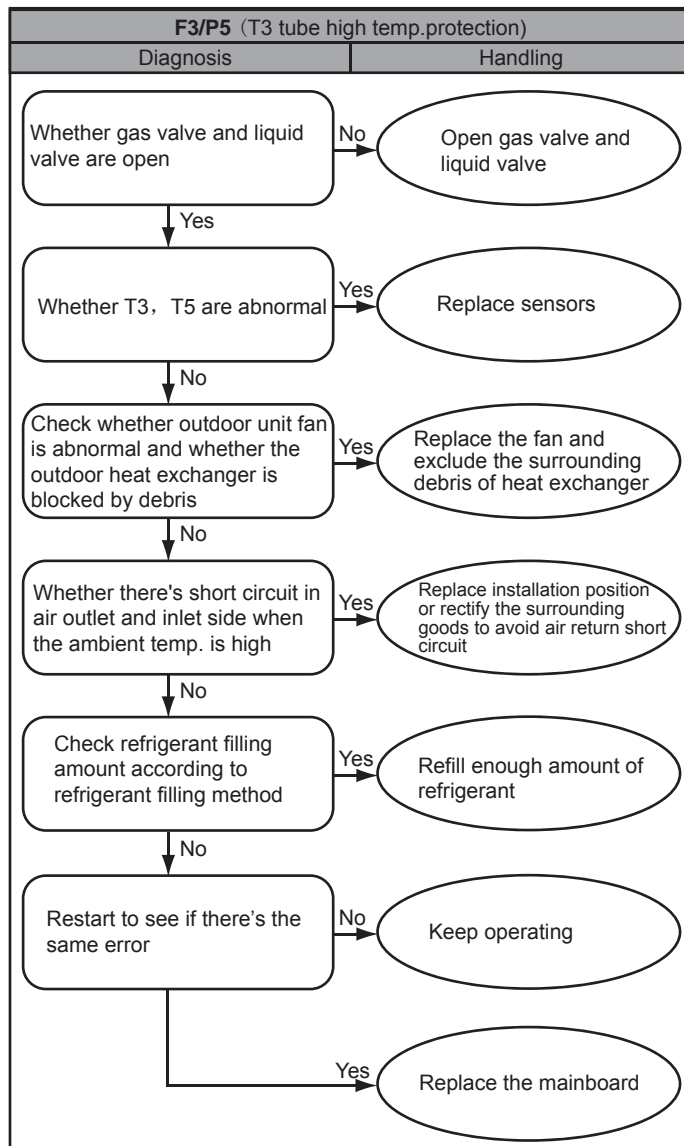 F3/P5（T3 tube high temp.protection）
Diagnosis
Handling
Whether gas valve and liquid
valve are open
No
Open gas valve and
liquid valve
Yes
Whether T3，T5 are abnormal
Yes
Replace sensors
No
Check whether outdoor unit fan
is abnormal and whether the
outdoor heat exchanger is
blocked by debris
Yes
Replace the fan and
exclude the surrounding
debris of heat exchanger
No
Whether there's short circuit in
air outlet and inlet side when
the ambient temp. is high
Yes
Replace installation position
or rectify the surrounding
goods to avoid air return short
circuit
No
Check refrigerant filling
amount according to
refrigerant filling method
Yes
Refill enough amount of
refrigerant
No
Restart to see if there’s the
same error
No
Keep operating
Yes
Replace the mainboard